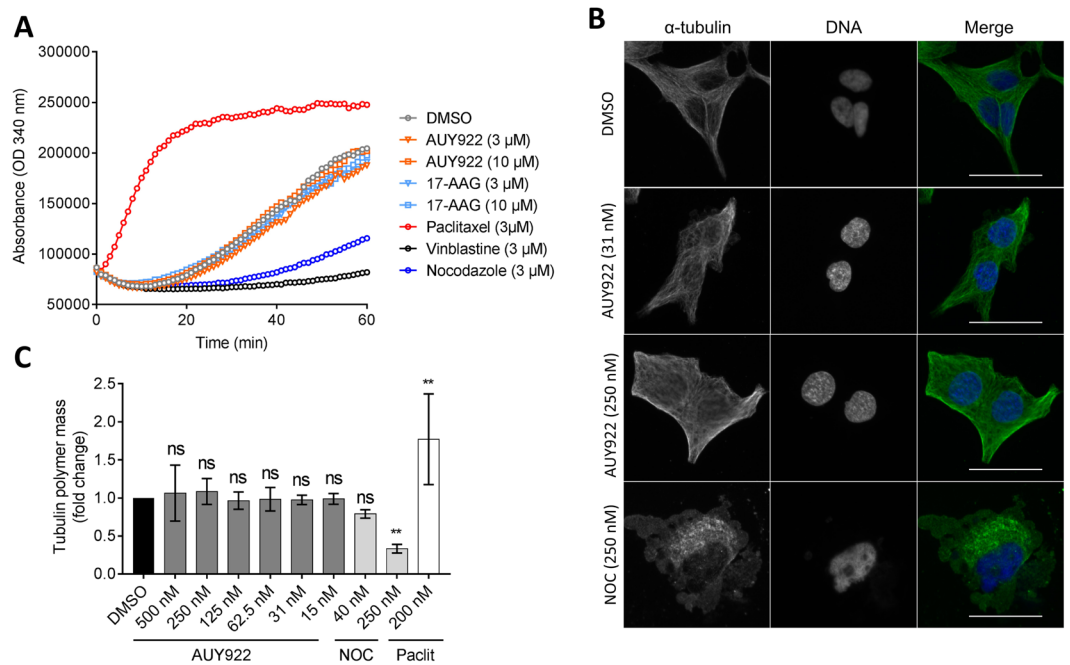 A
300000
250000
200000
150000
100000
50000
0
20
40
60
Absorbance (OD 340 nm)
Time (min)
DMSO
AUY922 (3 µM)
AUY922 (10 µM)
17-AAG (3 µM)
17-AAG (10 µM)
Paclitaxel (3µM)
Vinblastine (3 µM)
Nocodazole (3 µM)
B
α-tubulin
DNA
Merge
DMSO
AUY922 (31 nM)
AUY922 (250 nM)
NOC (250 nM)
C
2.5
2.0
1.5
1.0
0.5
0.0
Tubulin polymer mass
(fold change)
ns
ns
ns
ns
ns
ns
ns
**
**
DMSO
500 nM
250 nM
125 nM
62.5 nM
31 nM
15 nM
40 nM
250 nM
200 nM
AUY922
NOC
Paclit